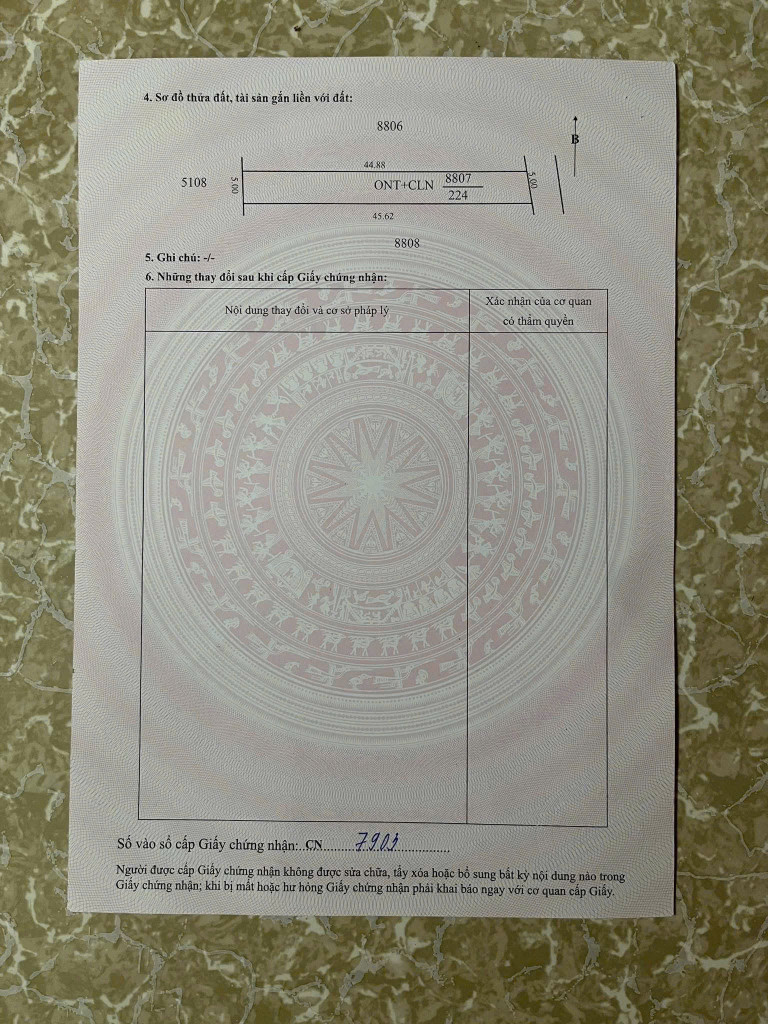 4. Sơ đồ thửa đất, tài sản gắn liền với đất:
8806
B
44.88
5108
5.00
ONT+CLN 8807
224
5.00
45.62
8808
5. Ghi chú: -/-
6. Những thay đổi sau khi cấp Giấy chứng nhận:
Nội dung thay đổi và cơ sở pháp lý
Xác nhận của cơ quan
có thẩm quyền
Số vào sổ cấp Giấy chứng nhận: CN 7903
Người được cấp Giấy chứng nhận không được sửa chữa, tẩy xóa hoặc bổ sung bất kỳ nội dung nào trong
Giấy chứng nhận; khi bị mất hoặc hư hỏng Giấy chứng nhận phải khai báo ngay với cơ quan cấp Giấy.